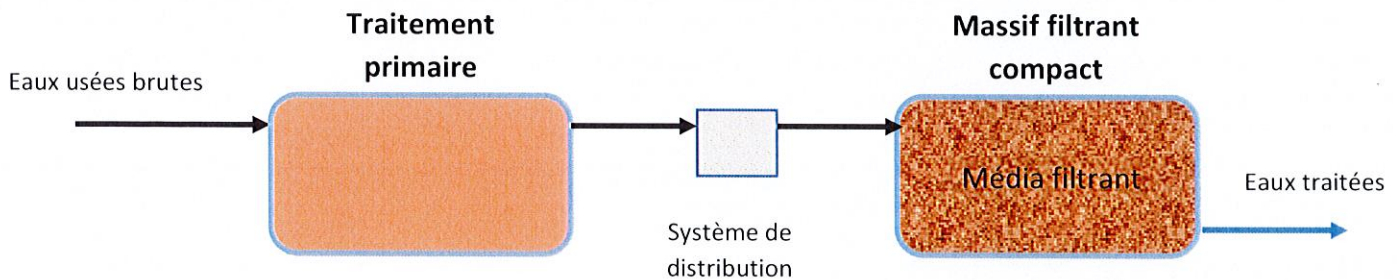 Traitement
primaire
Massif filtrant
compact
Eaux usées brutes
Média filtrant
Eaux traitées
Système de
distribution